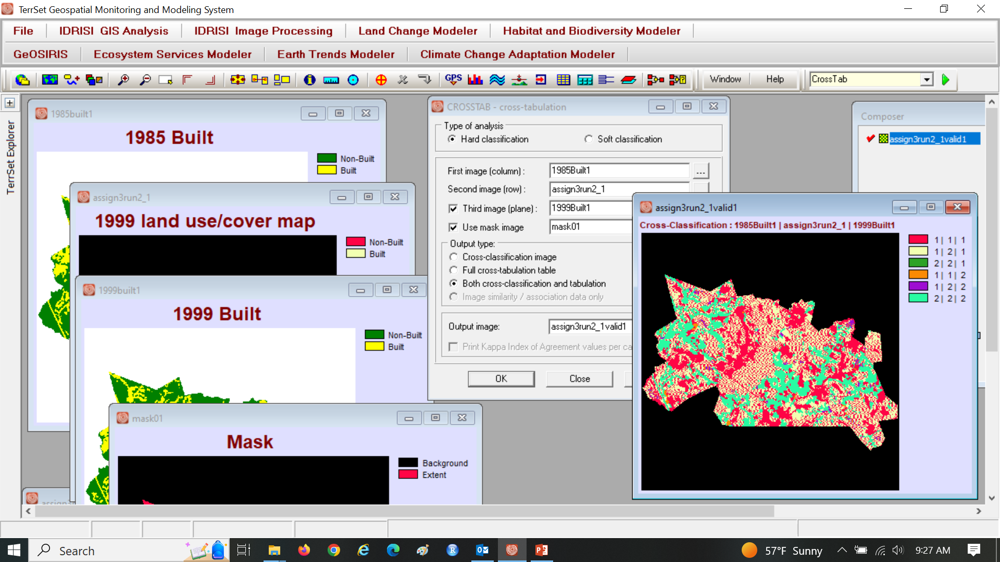 TerrSet Geospatial Monitoring and Modeling System
File
IDRISI GIS Analysis
IDRISI Image Processing
Land Change Modeler
Habitat and Biodiversity Modeler
GeOSIRIS
Ecosystem Services Modeler
Earth Trends Modeler
Climate Change Adaptation Modeler
GPS
Window
Help
CrossTab
TerrSet Explorer
1985built1
1985 Built
Non-Built
Built
assign3run2_1
1999 land use/cover map
Non-Built
Built
1999built1
1999 Built
Non-Built
Built
mask01
Mask
Background
Extent
CROSSTAB - cross-tabulation
Type of analysis
Hard classification
Soft classification
First image (column) :
1985Built1
...
Second image (row) :
assign3run2_1
Third image (plane) :
1999Built1
Use mask image
mask01
Output type:
Cross-classification image
Full cross-tabulation table
Both cross-classification and tabulation
Image similarity / association data only
Output image:
assign3run2_1valid1
Print Kappa Index of Agreement values per ca
OK
Close
Composer
assign3run2_1valid1
assign3run2_1valid1
Cross-Classification : 1985Built1 | assign3run2_1 | 1999Built1
1 | 1 | 1
1 | 2 | 1
2 | 2 | 1
1 | 1 | 2
1 | 2 | 2
2 | 2 | 2
Search
57°F Sunny
9:27 AM